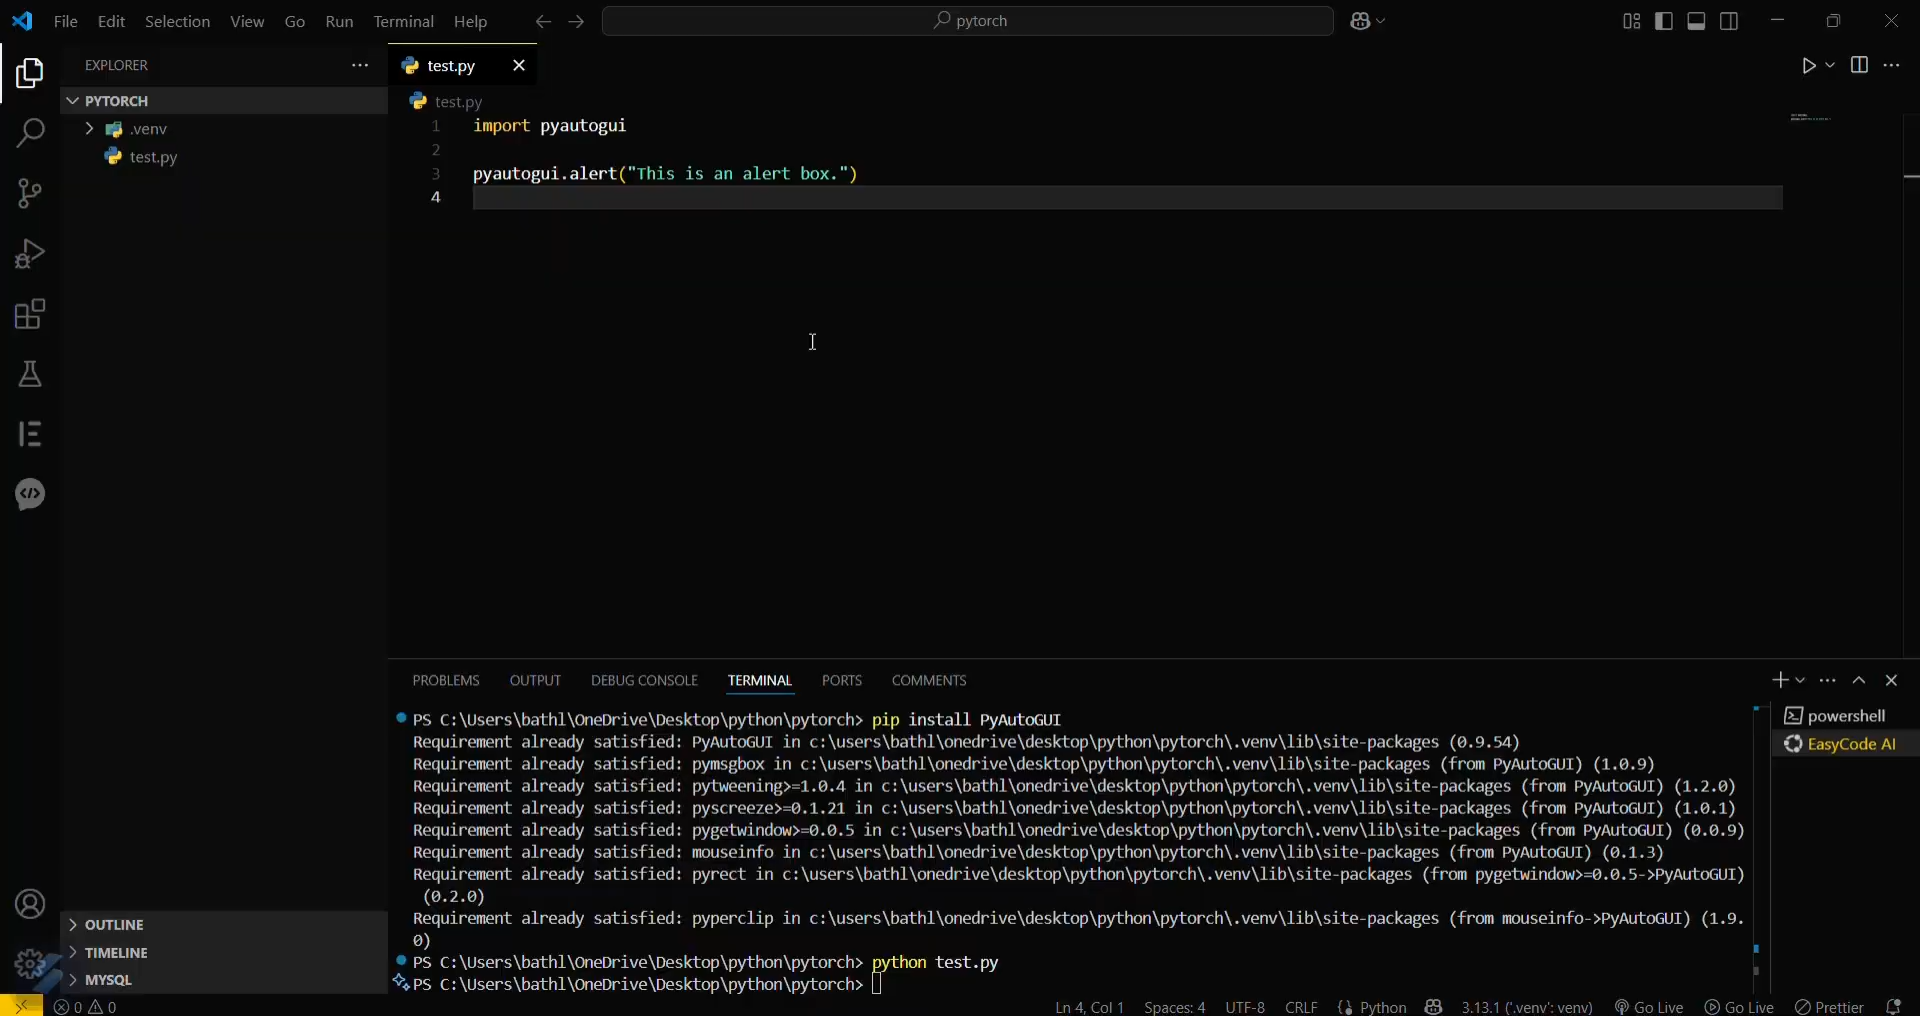 File Edit Selection View Go Run Terminal Help
pytorch
EXPLORER
PYTORCH
.venv
test.py
OUTLINE
TIMELINE
MYSQL
test.py
test.py
1 import pyautogui
2
3 pyautogui.alert("This is an alert box.")
4
PROBLEMS OUTPUT DEBUG CONSOLE TERMINAL PORTS COMMENTS
PS C:\Users\bathl\OneDrive\Desktop\python\pytorch> pip install PyAutoGUI
Requirement already satisfied: PyAutoGUI in c:\users\bathl\onedrive\desktop\python\pytorch\.venv\lib\site-packages (0.9.54)
Requirement already satisfied: pymsgbox in c:\users\bathl\onedrive\desktop\python\pytorch\.venv\lib\site-packages (from PyAutoGUI) (1.0.9)
Requirement already satisfied: pytweening>=1.0.4 in c:\users\bathl\onedrive\desktop\python\pytorch\.venv\lib\site-packages (from PyAutoGUI) (1.2.0)
Requirement already satisfied: pyscreeze>=0.1.21 in c:\users\bathl\onedrive\desktop\python\pytorch\.venv\lib\site-packages (from PyAutoGUI) (1.0.1)
Requirement already satisfied: pygetwindow>=0.0.5 in c:\users\bathl\onedrive\desktop\python\pytorch\.venv\lib\site-packages (from PyAutoGUI) (0.0.9)
Requirement already satisfied: mouseinfo in c:\users\bathl\onedrive\desktop\python\pytorch\.venv\lib\site-packages (from PyAutoGUI) (0.1.3)
Requirement already satisfied: pyrect in c:\users\bathl\onedrive\desktop\python\pytorch\.venv\lib\site-packages (from pygetwindow>=0.0.5->PyAutoGUI)
(0.2.0)
Requirement already satisfied: pyperclip in c:\users\bathl\onedrive\desktop\python\pytorch\.venv\lib\site-packages (from mouseinfo->PyAutoGUI) (1.9.
0)
PS C:\Users\bathl\OneDrive\Desktop\python\pytorch> python test.py
PS C:\Users\bathl\OneDrive\Desktop\python\pytorch>
powershell
EasyCode AI
0 0 Ln 4, Col 1 Spaces: 4 UTF-8 CRLF {} Python 3.13.1 ('.venv': venv) Go Live Go Live Prettier